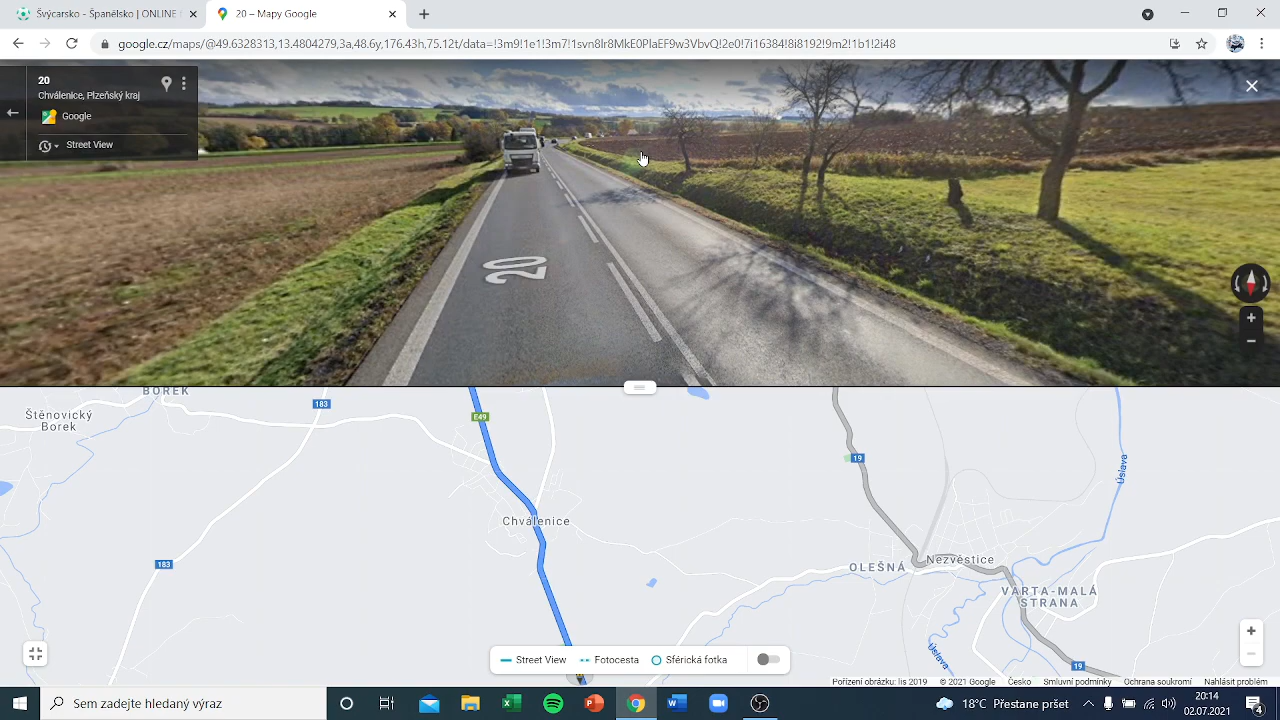 Švýcarsko - Španělsko | ONLINE
20 – Mapy Google
google.cz/maps/@49.6328313,13.4804279,3a,48.6y,176.43h,75.12t/data=!3m9!1e1!3m7!1svn8lr8MkE0PlaEF9w3VbvQ!2e0!7i16384!8i8192!9m2!1b1!2i48
20
Chválenice, Plzeňský kraj
Google
Street View
20
BOREK
Štěnovický
Borek
183
E49
19
Úslava
Chválenice
183
OLEŠNÁ
Nezvěstice
VARTA-MALÁ
STRANA
Úslava
19
Street View
Fotocesta
Sférická fotka
Pořízení obrázku: lis 2019
© 2021 Google
Česko
Smluvní podmínky
Ochrana soukromí
Nahlásit problém
Sem zadejte hledaný výraz
18°C Přestane pršet
20:14
02.07.2021
4